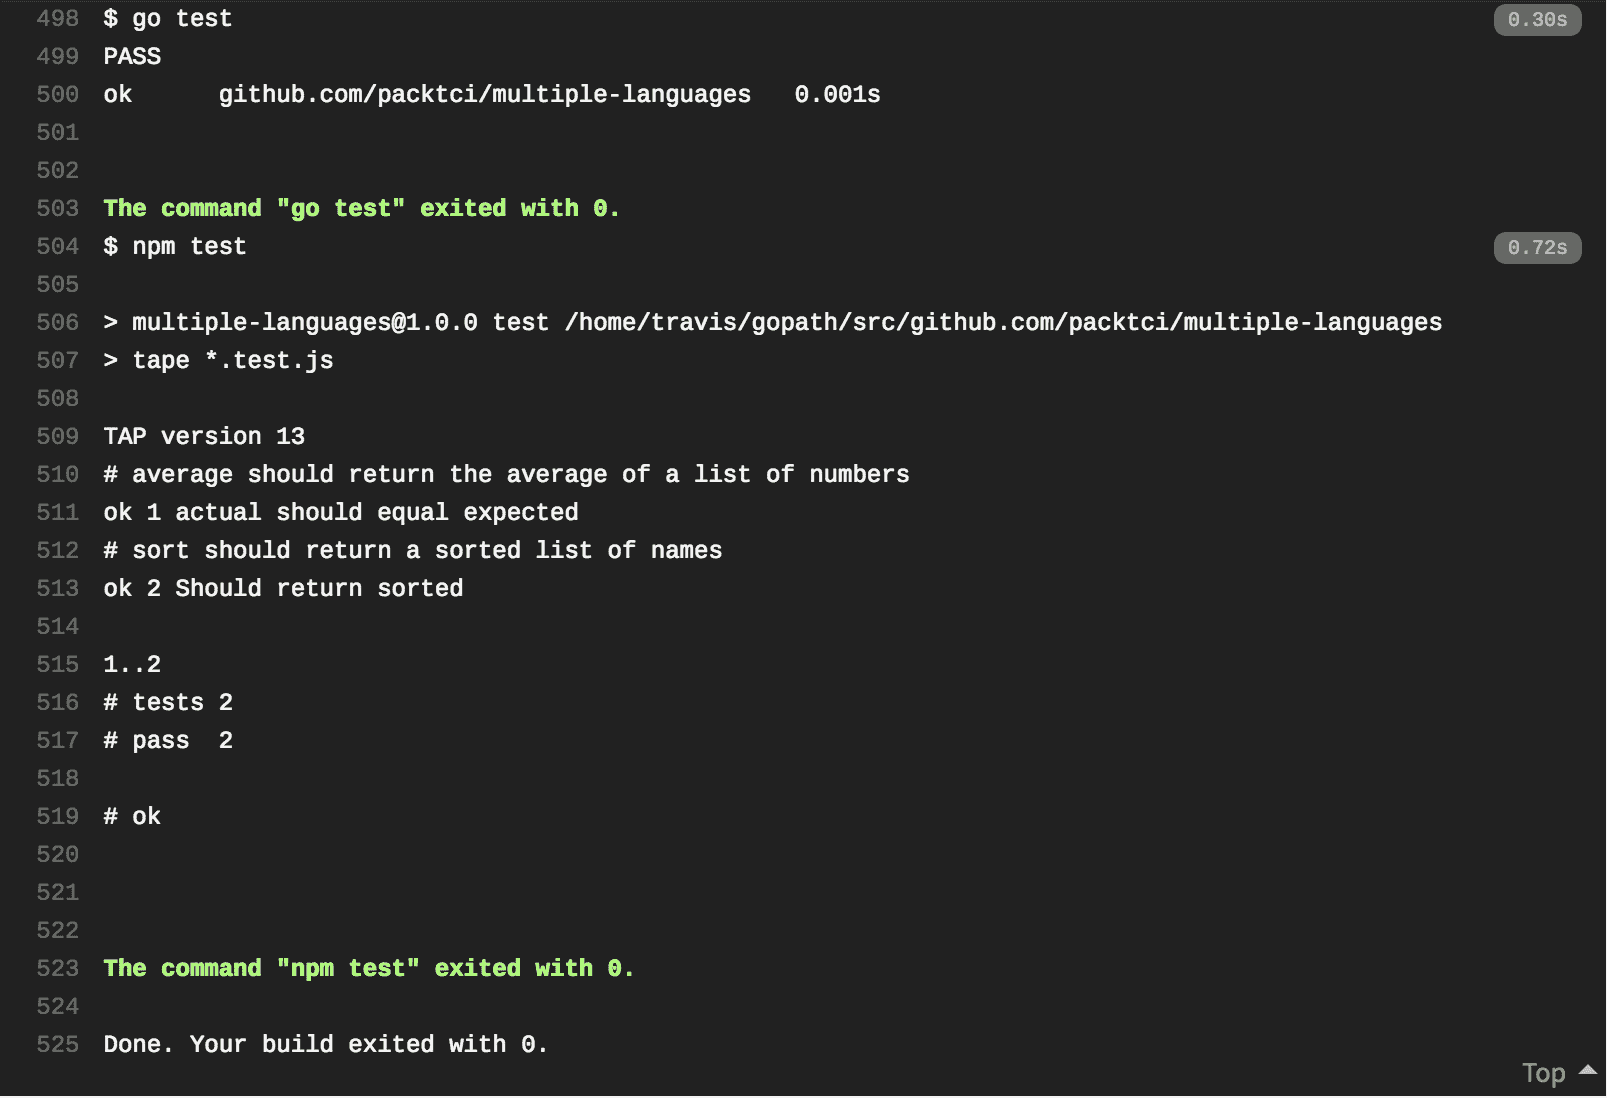 498 $ go test 0.30s
499 PASS
500 ok github.com/packtci/multiple-languages 0.001s
501
502
503 The command "go test" exited with 0.
504 $ npm test 0.72s
505
506 > multiple-languages@1.0.0 test /home/travis/gopath/src/github.com/packtci/multiple-languages
507 > tape *.test.js
508
509 TAP version 13
510 # average should return the average of a list of numbers
511 ok 1 actual should equal expected
512 # sort should return a sorted list of names
513 ok 2 Should return sorted
514
515 1..2
516 # tests 2
517 # pass  2
518
519 # ok
520
521
522
523 The command "npm test" exited with 0.
524
525 Done. Your build exited with 0.
Top